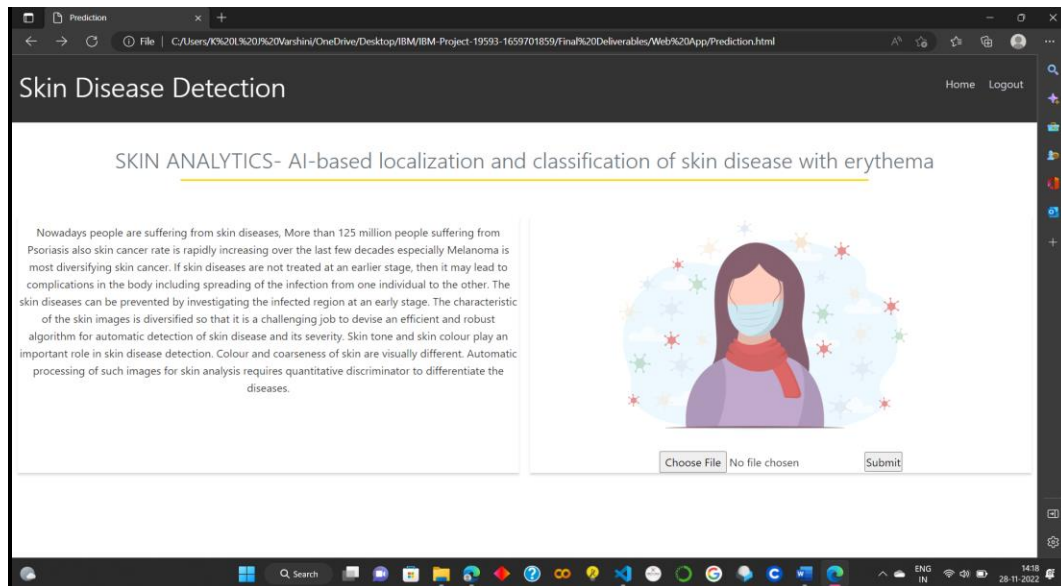 Prediction
File | C:/Users/K%20L%20J%20Varshini/OneDrive/Desktop/IBM/IBM-Project-19593-1659701859/Final%20Deliverables/Web%20App/Prediction.html
Skin Disease Detection
Home Logout
SKIN ANALYTICS- AI-based localization and classification of skin disease with erythema
Nowadays people are suffering from skin diseases, More than 125 million people suffering from
Psoriasis also skin cancer rate is rapidly increasing over the last few decades especially Melanoma is
most diversifying skin cancer. If skin diseases are not treated at an earlier stage, then it may lead to
complications in the body including spreading of the infection from one individual to the other. The
skin diseases can be prevented by investigating the infected region at an early stage. The characteristic
of the skin images is diversified so that it is a challenging job to devise an efficient and robust
algorithm for automatic detection of skin disease and its severity. Skin tone and skin colour play an
important role in skin disease detection. Colour and coarseness of skin are visually different. Automatic
processing of such images for skin analysis requires quantitative discriminator to differentiate the
diseases.
Choose File No file chosen Submit
Search
ENG
IN
14:18
28-11-2022